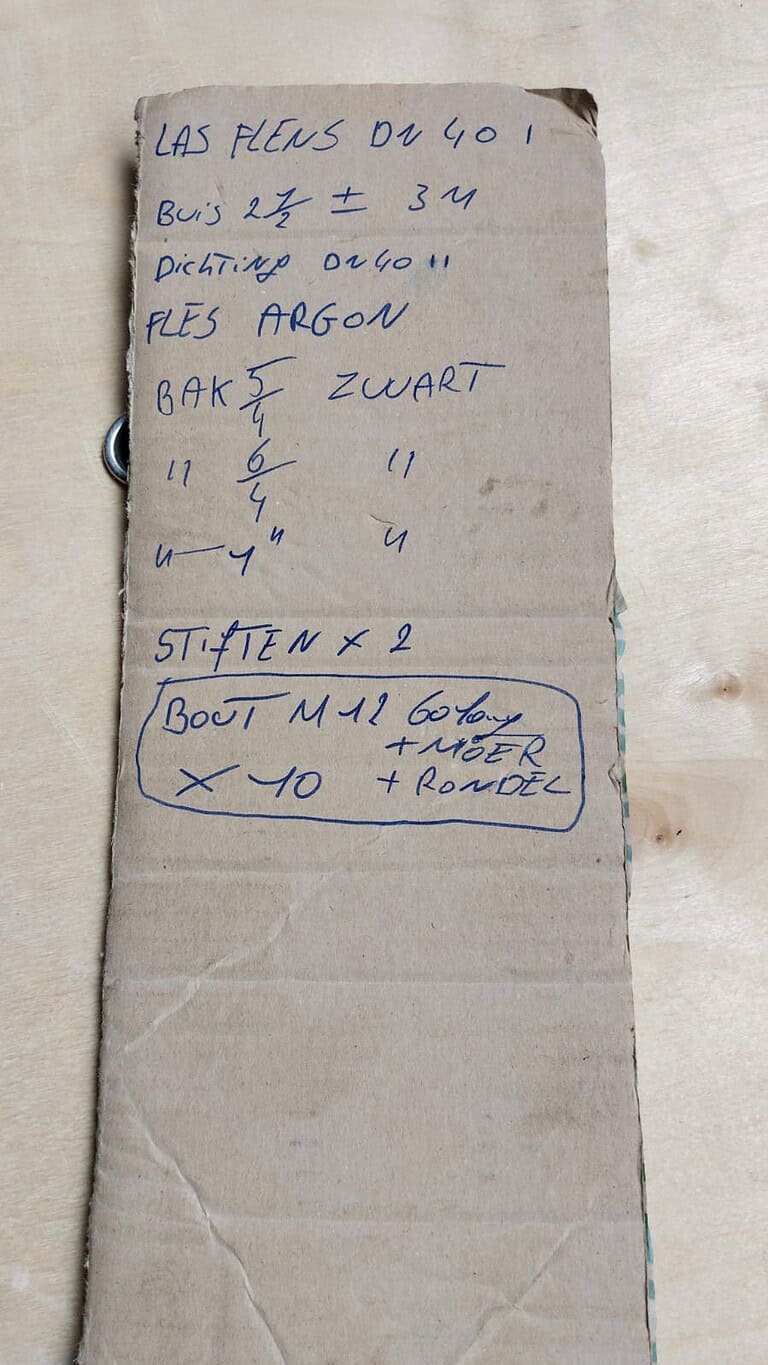 LAS FLENS DN 40 I
BUIS 2 1/2 ± 3 M
DICHTING DN 40 II
FLES ARGON
BAK 5/4 ZWART
" 6/4 "
" — 1" "
STIFTEN x 2
BOUT M 12 60 lang
+ MOER
x 10 + RONDEL